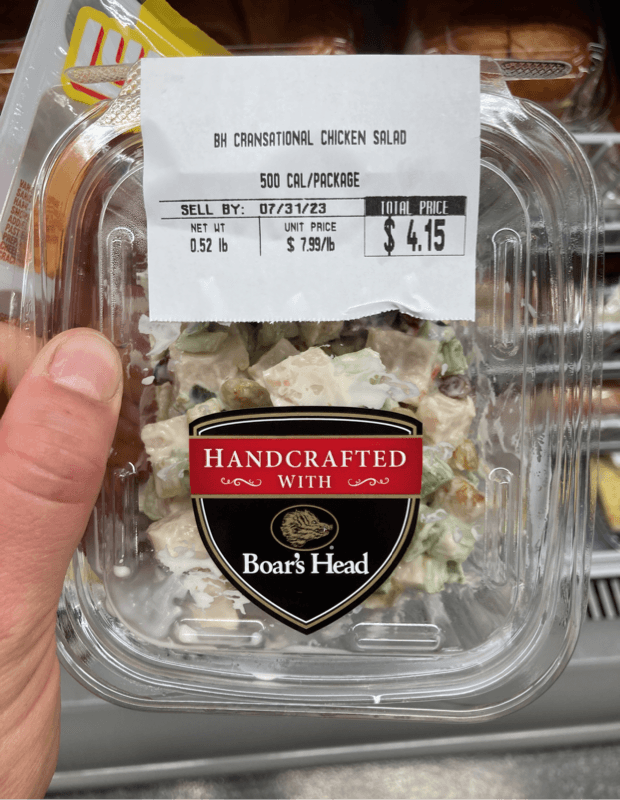 BH CRANSATIONAL CHICKEN SALAD
500 CAL/PACKAGE
SELL BY: 07/31/23
TOTAL PRICE
NET WT
UNIT PRICE
0.52 lb
$ 7.99/lb
$ 4.15
HANDCRAFTED
WITH
Boar's Head